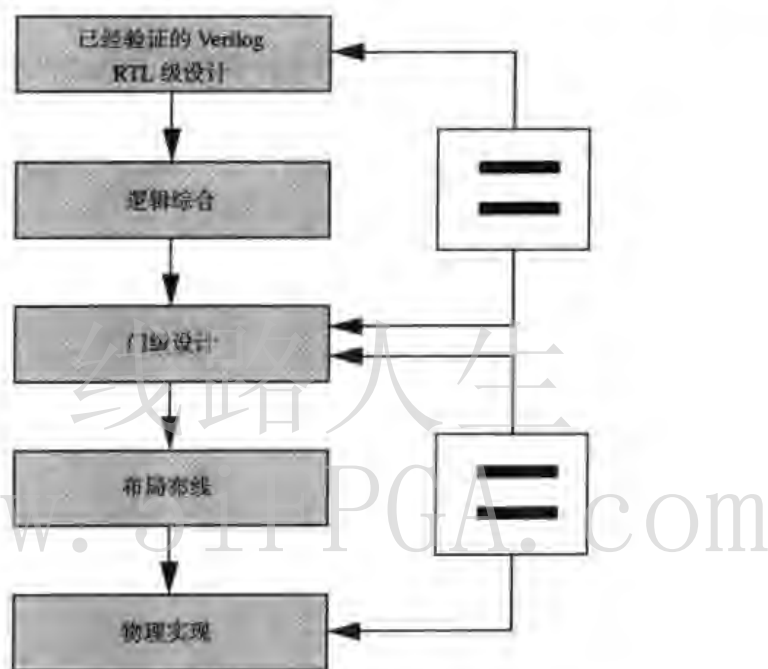 已经验证的 Verilog
RTL 级设计
逻辑综合
门级设计
线路人生
布局布线
w.51FPGA.com
物理实现